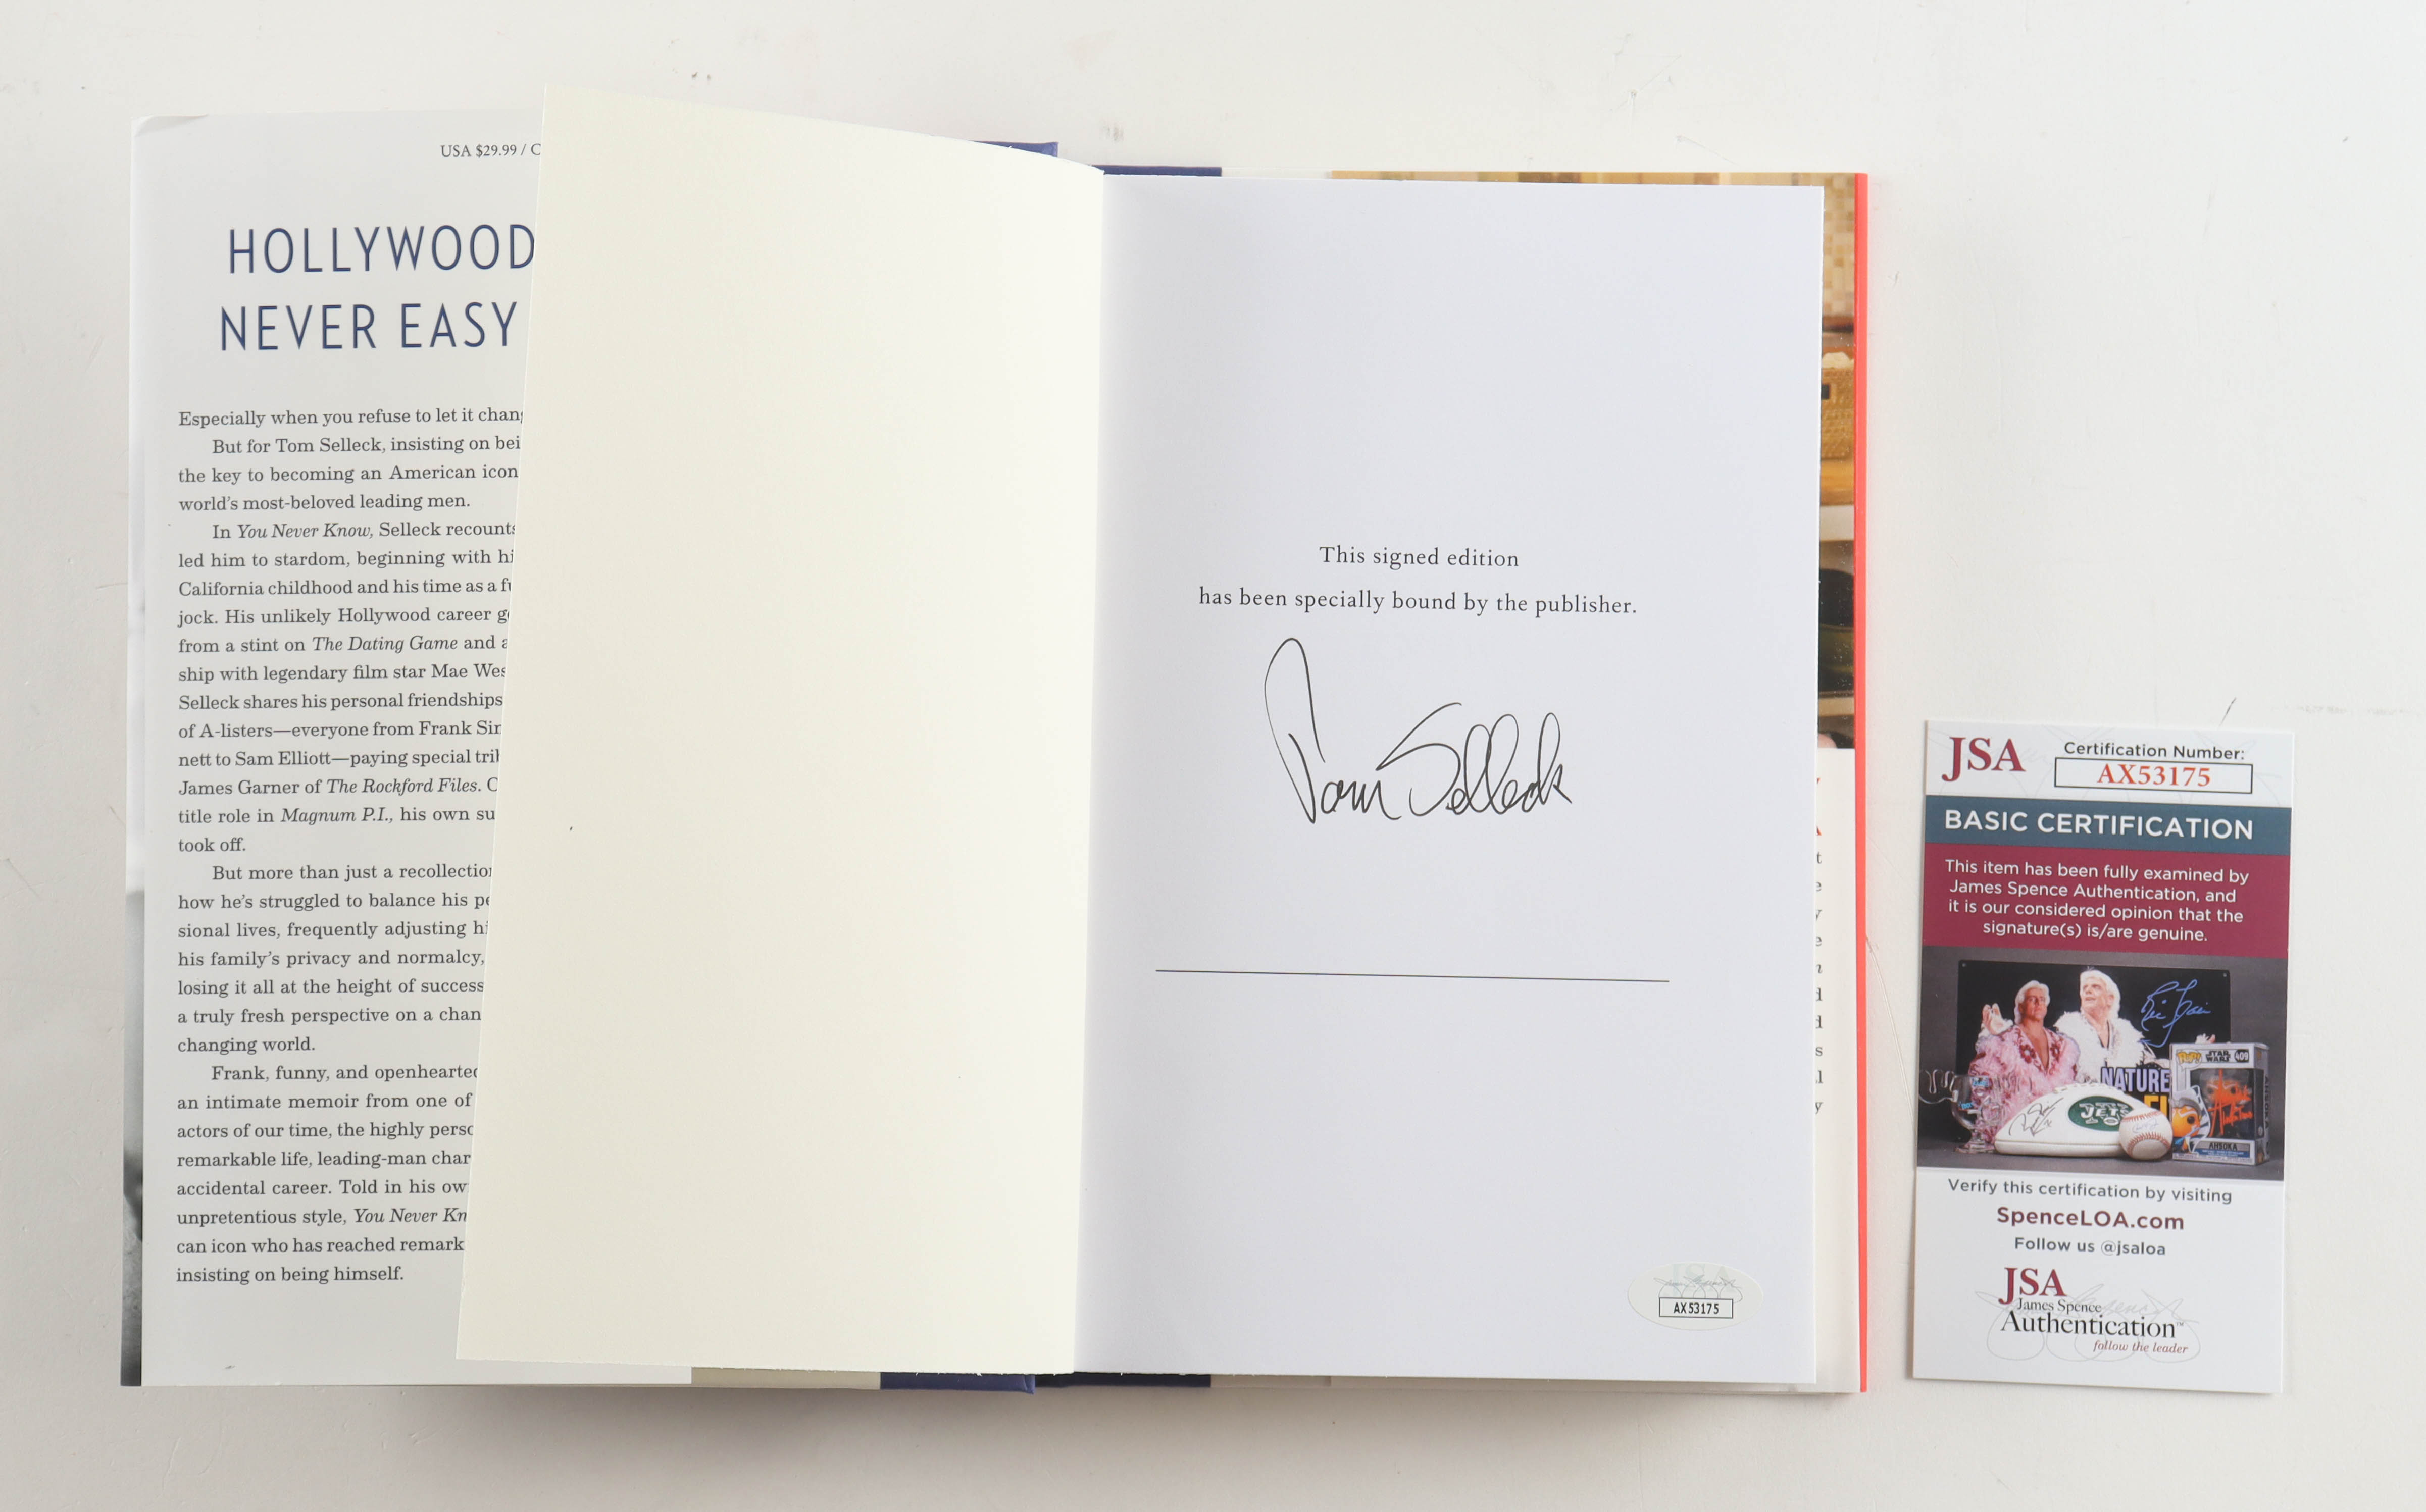 USA $29.99 / C
HOLLYWOOD
NEVER EASY
Especially when you refuse to let it chang
But for Tom Selleck, insisting on bei
the key to becoming an American icon
world's most-beloved leading men.
In You Never Know, Selleck recounts
led him to stardom, beginning with hi
California childhood and his time as a
jock. His unlikely Hollywood career g
from a stint on The Dating Game and a
ship with legendary film star Mae Wes
Selleck shares his personal friendships
of A-listers—everyone from Frank Sin
nett to Sam Elliott—paying special tri
James Garner of The Rockford Files. C
title role in Magnum P.I., his own su
took off.
But more than just a recollection
how he's struggled to balance his pe
sional lives, frequently adjusting hi
his family's privacy and normalcy,
losing it all at the height of success
a truly fresh perspective on a chan
changing world.
Frank, funny, and openhearted
an intimate memoir from one of
actors of our time, the highly perso
remarkable life, leading-man char
accidental career. Told in his ow
unpretentious style, You Never Kn
can icon who has reached remark
insisting on being himself.
This signed edition
has been specially bound by the publisher.
Tom Selleck
AX53175
JSA
Certification Number:
AX53175
BASIC CERTIFICATION
This item has been fully examined by
James Spence Authentication, and
it is our considered opinion that the
signature(s) is/are genuine.
NATURE
JETS
POP!
STAR WARS
409
AHSOKA
Verify this certification by visiting
SpenceLOA.com
Follow us @jsaloa
JSA
James Spence
Authentication™
follow the leader